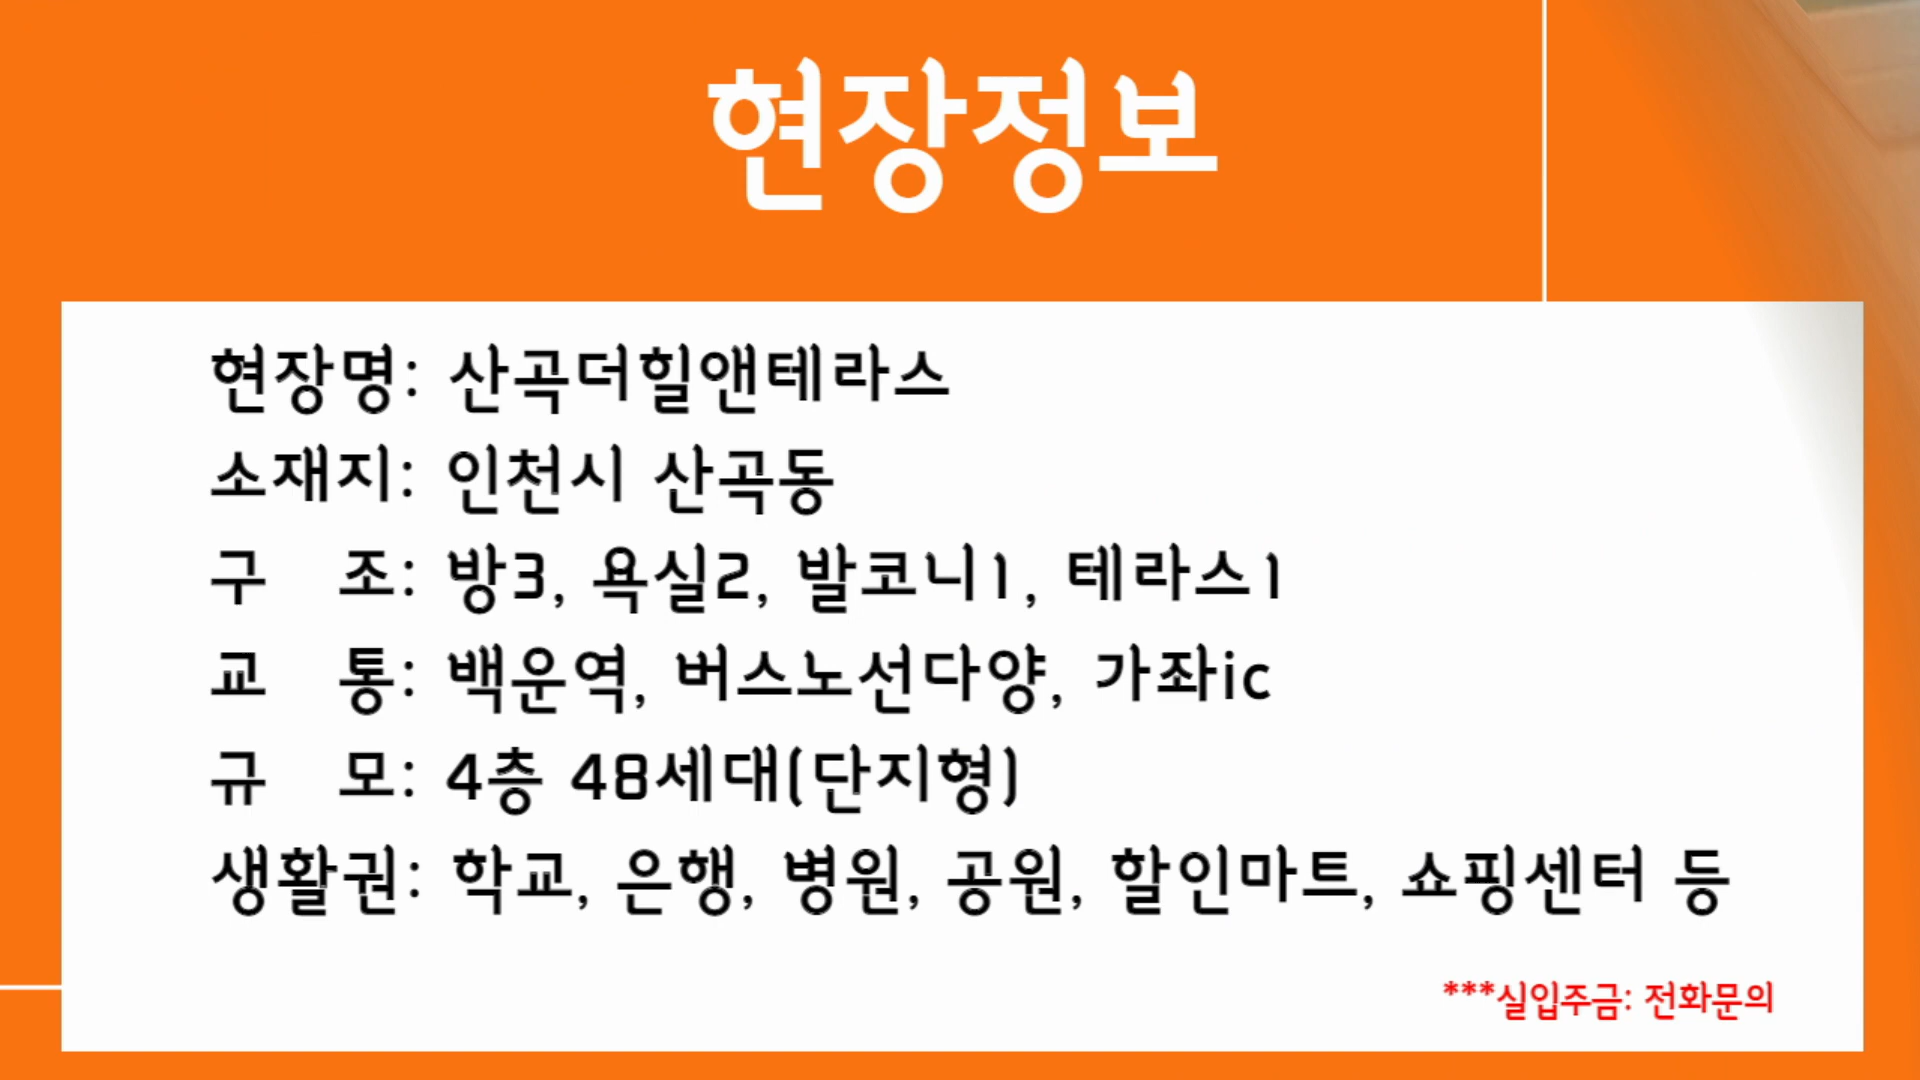 현장정보
현장명: 산곡더힐앤테라스
소재지: 인천시 산곡동
구 조: 방3, 욕실2, 발코니1, 테라스1
교 통: 백운역, 버스노선다양, 가좌ic
규 모: 4층 48세대(단지형)
생활권: 학교, 은행, 병원, 공원, 할인마트, 쇼핑센터 등
***실입주금: 전화문의